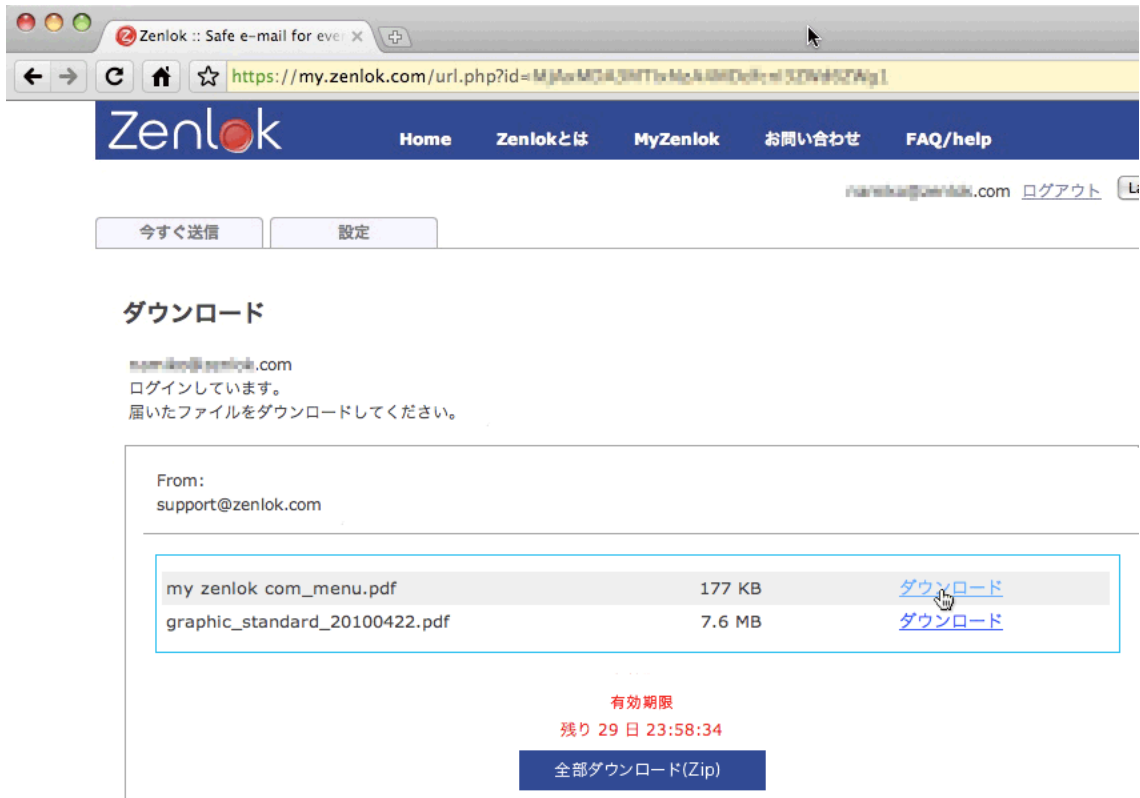 Zenlok :: Safe e-mail for ever
https://my.zenlok.com/url.php?id=
Zenlok Home Zenlokとは MyZenlok お問い合わせ FAQ/help
.com ログアウト La
今すぐ送信 設定
ダウンロード
.com
ログインしています。
届いたファイルをダウンロードしてください。
From:
support@zenlok.com
my zenlok com_menu.pdf 177 KB ダウンロード
graphic_standard_20100422.pdf 7.6 MB ダウンロード
有効期限
残り 29 日 23:58:34
全部ダウンロード(Zip)